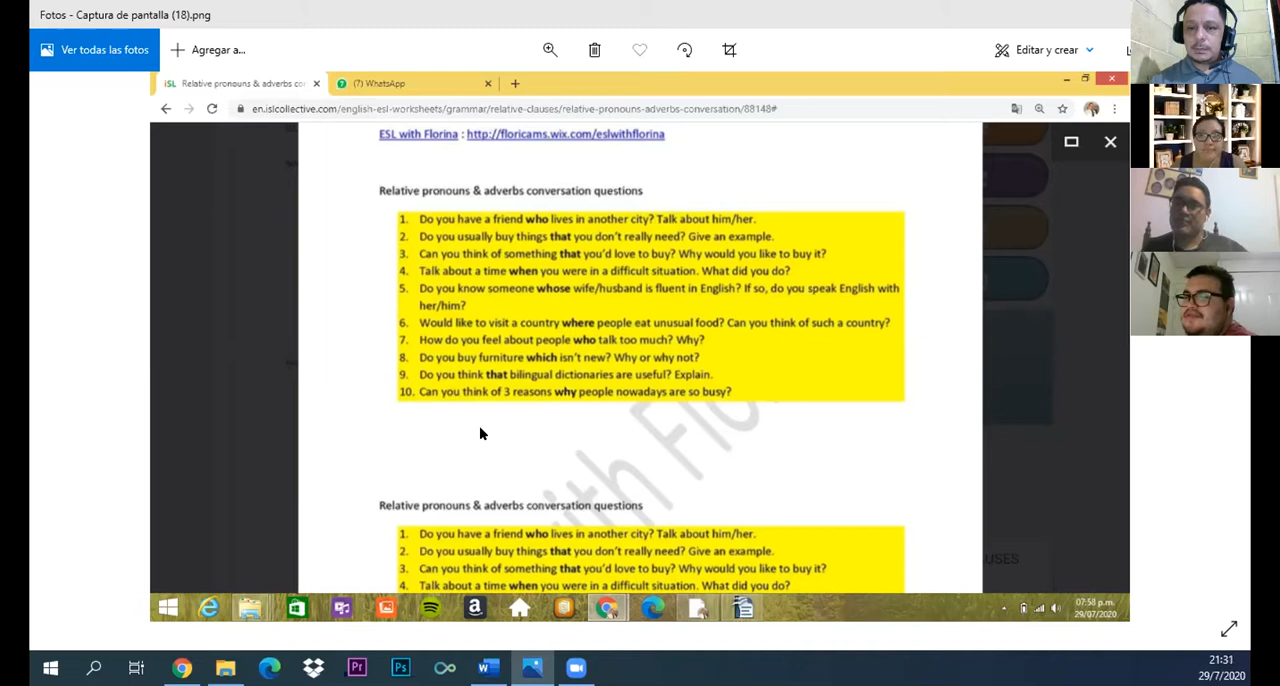 Fotos - Captura de pantalla (18).png
Ver todas las fotos
Agregar a...
Editar y crear
iSL Relative pronouns & adverbs co
(7) WhatsApp
en.islcollective.com/english-esl-worksheets/grammar/relative-clauses/relative-pronouns-adverbs-conversation/88148#
ESL with Florina : http://floricams.wix.com/eslwithflorina
Relative pronouns & adverbs conversation questions
1. Do you have a friend who lives in another city? Talk about him/her.
2. Do you usually buy things that you don't really need? Give an example.
3. Can you think of something that you'd love to buy? Why would you like to buy it?
4. Talk about a time when you were in a difficult situation. What did you do?
5. Do you know someone whose wife/husband is fluent in English? If so, do you speak English with
her/him?
6. Would like to visit a country where people eat unusual food? Can you think of such a country?
7. How do you feel about people who talk too much? Why?
8. Do you buy furniture which isn't new? Why or why not?
9. Do you think that bilingual dictionaries are useful? Explain.
10. Can you think of 3 reasons why people nowadays are so busy?
with Flo
Relative pronouns & adverbs conversation questions
1. Do you have a friend who lives in another city? Talk about him/her.
2. Do you usually buy things that you don't really need? Give an example.
3. Can you think of something that you'd love to buy? Why would you like to buy it?
4. Talk about a time when you were in a difficult situation. What did you do?
AUSES
07:58 p.m.
29/07/2020
21:31
29/7/2020